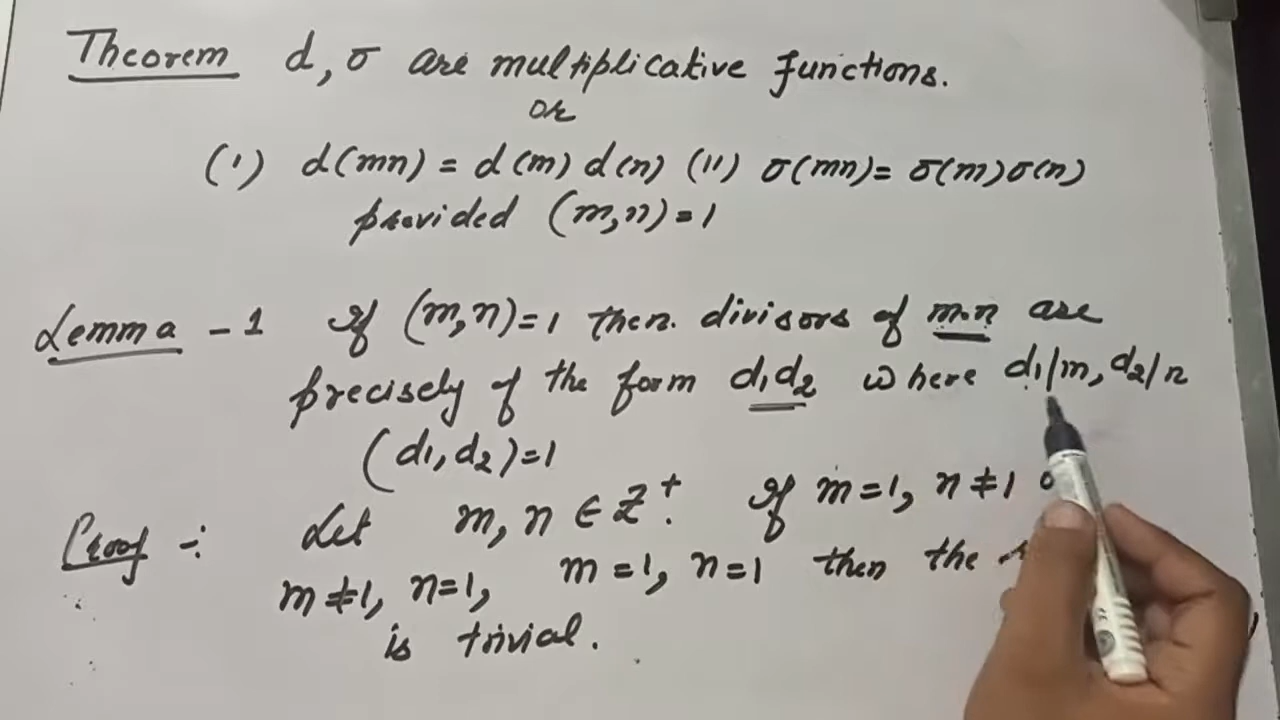 Theorem d, σ are multiplicative functions.
or
(i) d(mn) = d(m) d(n) (ii) σ(mn) = σ(m)σ(n)
provided (m,n)=1
Lemma - 1 If (m,n)=1 then divisors of m.n are
precisely of the form d₁d₂ where d₁/m, d₂/n
(d₁,d₂)=1
Proof :- Let m, n ∈ Z⁺. If m=1, n≠1
m≠1, n=1, m=1, n=1 then the
is trivial.